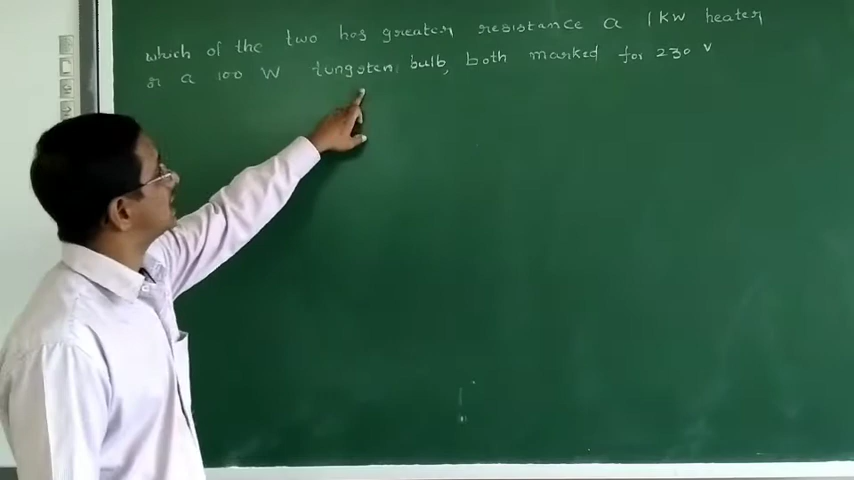 which of the two has greater resistance a 1 KW heater
or a 100 W tungsten bulb, both marked for 230 v